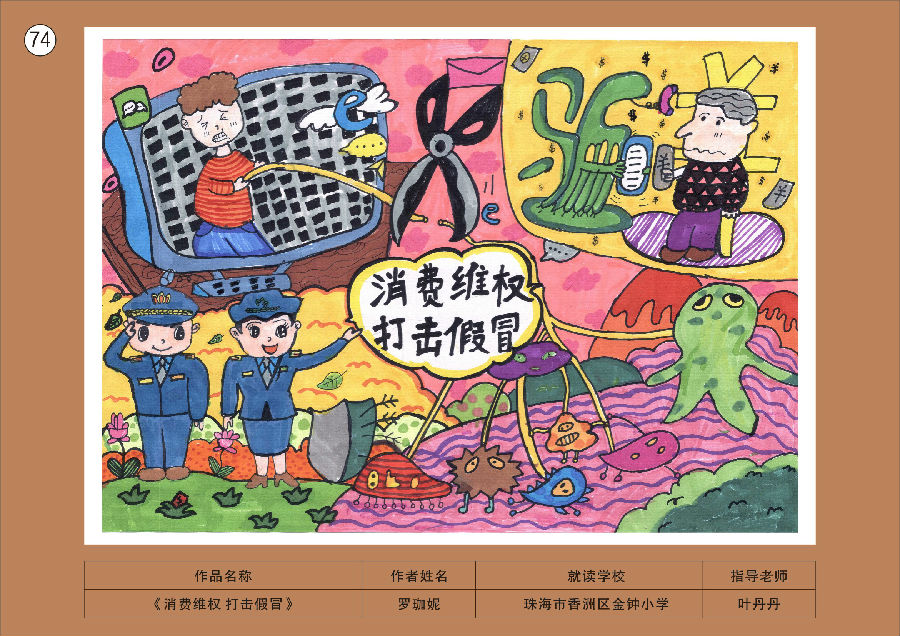 74
e
e
消费维权
打击假冒
作品名称 作者姓名 就读学校 指导老师
《消费维权 打击假冒》 罗珈妮 珠海市香洲区金钟小学 叶丹丹